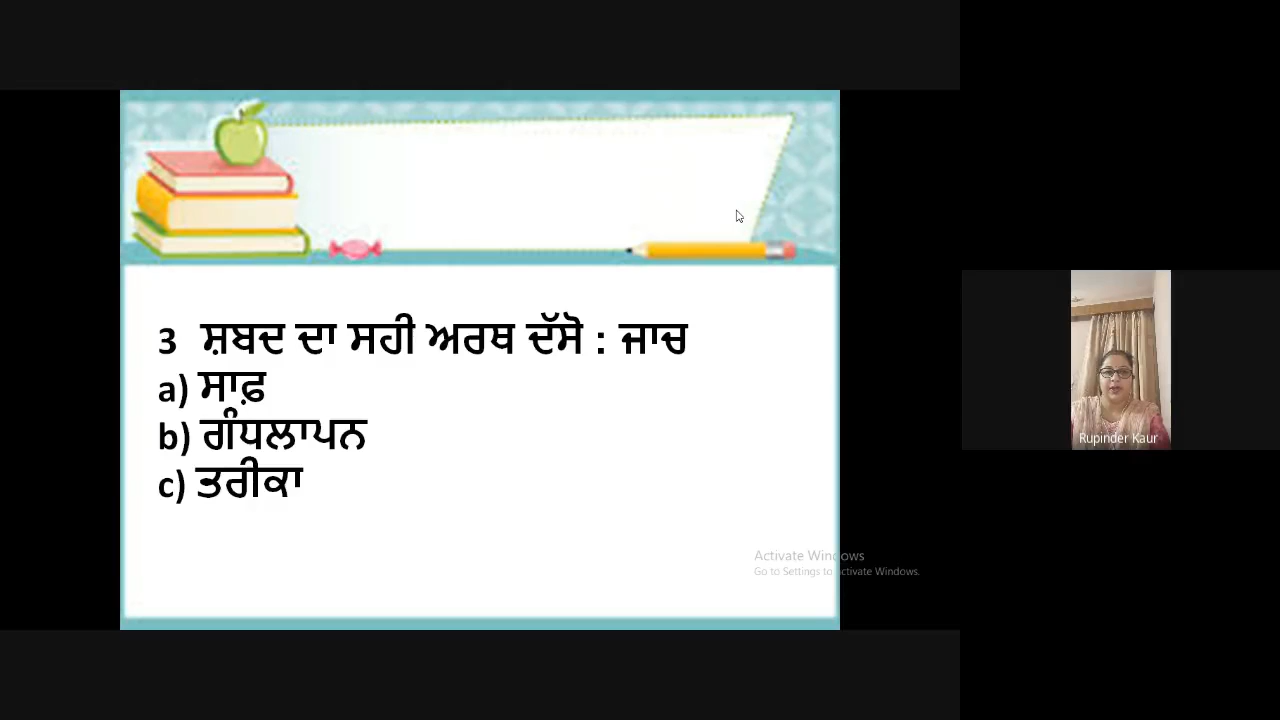 3 ਸ਼ਬਦ ਦਾ ਸਹੀ ਅਰਥ ਦੱਸੋ : ਜਾਚ
a) ਸਾਫ਼
b) ਗੰਧਲਾਪਨ
c) ਤਰੀਕਾ
Activate Windows
Go to Settings to activate Windows.
Rupinder Kaur